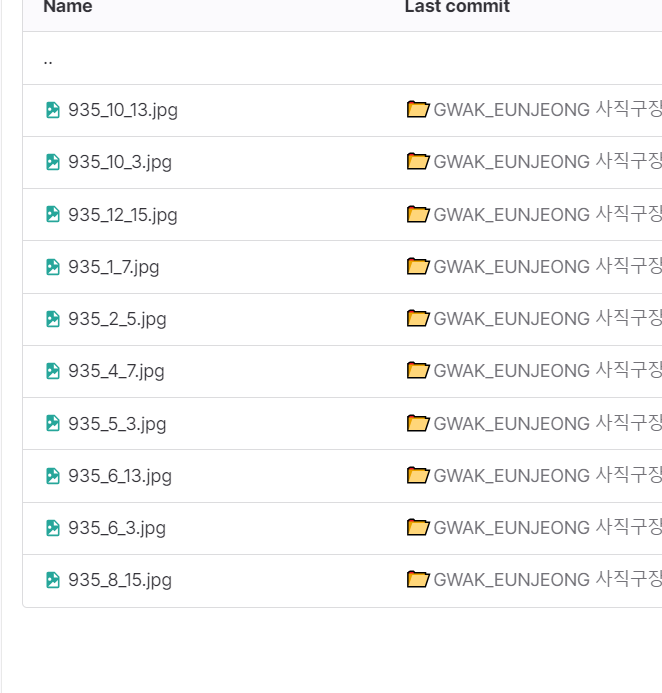 Name Last commit
..
935_10_13.jpg GWAK_EUNJEONG 사직구장
935_10_3.jpg GWAK_EUNJEONG 사직구장
935_12_15.jpg GWAK_EUNJEONG 사직구장
935_1_7.jpg GWAK_EUNJEONG 사직구장
935_2_5.jpg GWAK_EUNJEONG 사직구장
935_4_7.jpg GWAK_EUNJEONG 사직구장
935_5_3.jpg GWAK_EUNJEONG 사직구장
935_6_13.jpg GWAK_EUNJEONG 사직구장
935_6_3.jpg GWAK_EUNJEONG 사직구장
935_8_15.jpg GWAK_EUNJEONG 사직구장